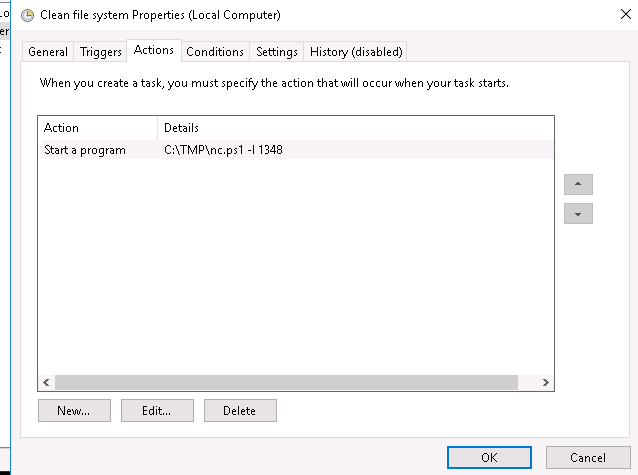 Clean file system Properties (Local Computer)
General Triggers Actions Conditions Settings History (disabled)
When you create a task, you must specify the action that will occur when your task starts.
Action Details
Start a program C:\TMP\nc.ps1 -l 1348
New... Edit... Delete
OK Cancel